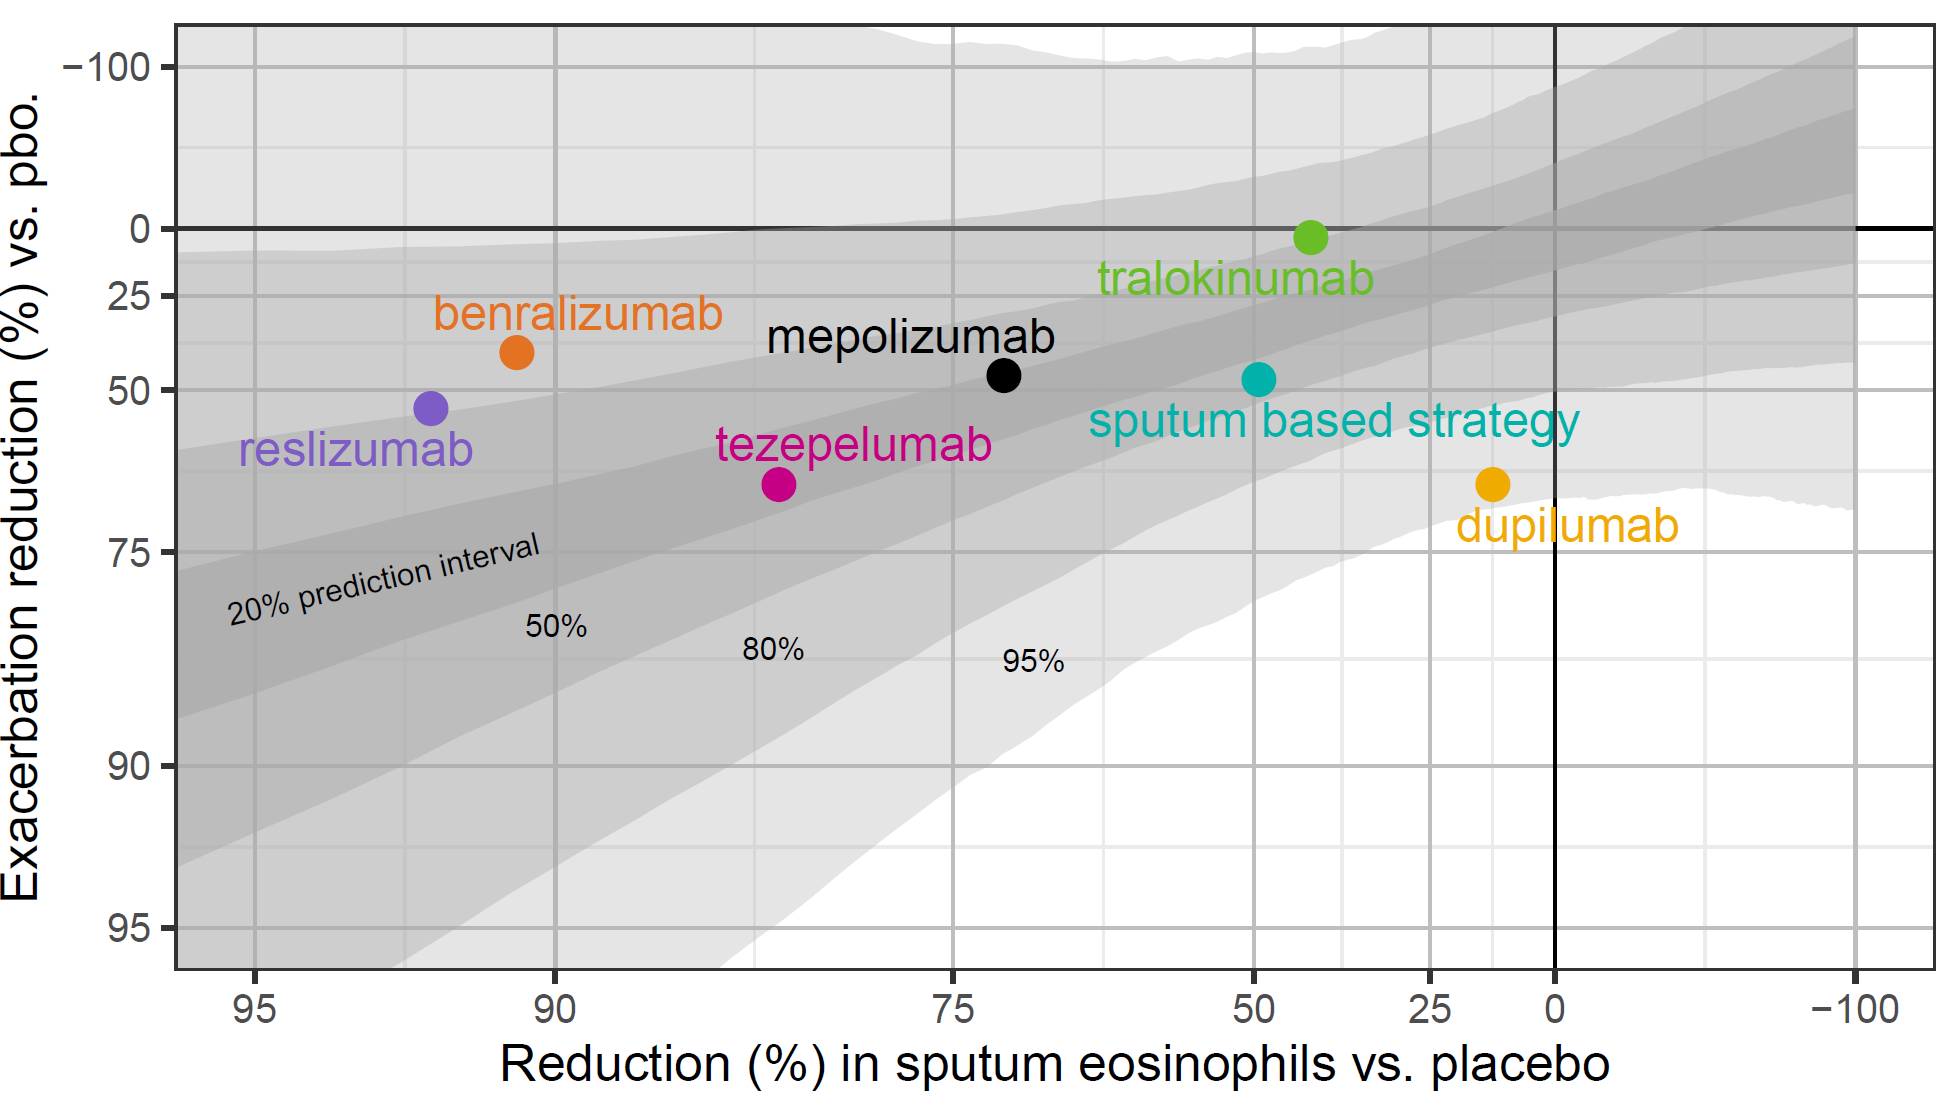 Exacerbation reduction (%) vs. pbo.
−100
0
25
50
75
90
95
benralizumab
tralokinumab
mepolizumab
reslizumab
tezepelumab
sputum based strategy
dupilumab
20% prediction interval
50%
80%
95%
95
90
75
50
25
0
−100
Reduction (%) in sputum eosinophils vs. placebo